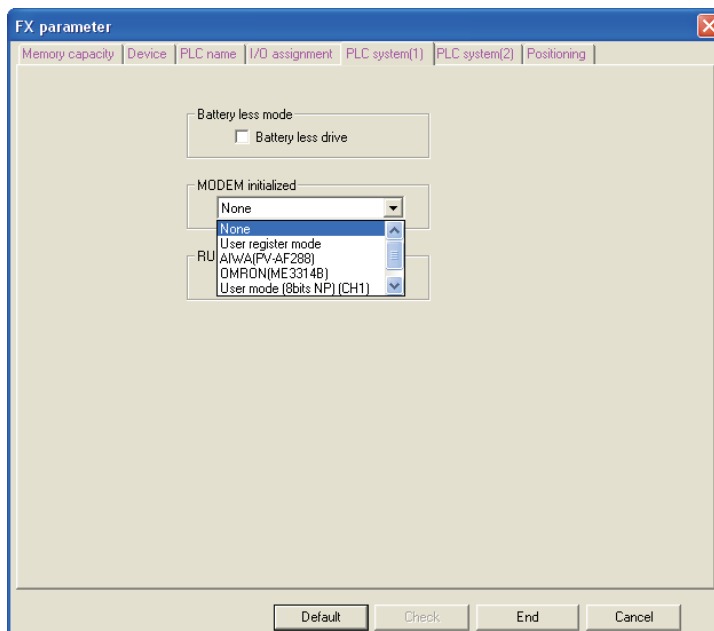 FX parameter
Memory capacity Device PLC name I/O assignment PLC system(1) PLC system(2) Positioning
Battery less mode
Battery less drive
MODEM initialized
None
None
User register mode
RU
AIWA(PV-AF288)
OMRON(ME3314B)
User mode (8bits NP) (CH1)
Default Check End Cancel